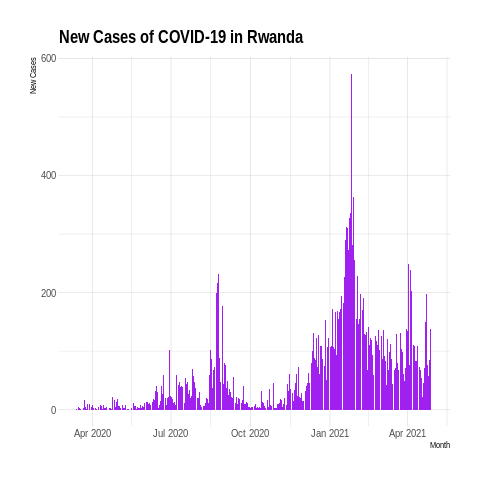 New Cases of COVID-19 in Rwanda
New Cases
600
400
200
0
Apr 2020 Jul 2020 Oct 2020 Jan 2021 Apr 2021
Month